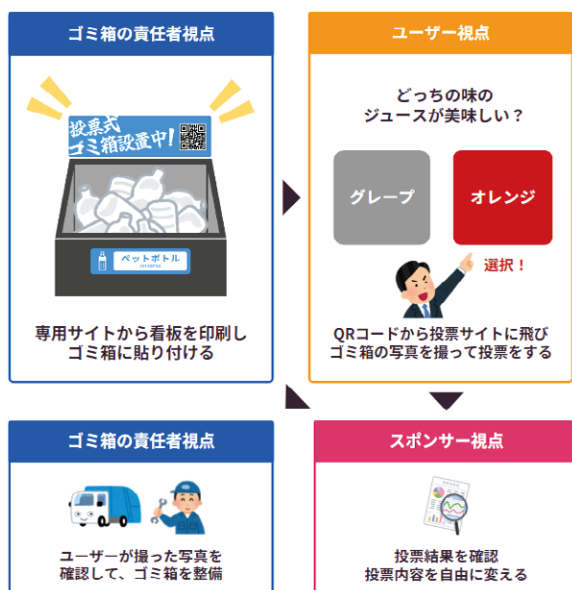 ゴミ箱の責任者視点
投票式
ゴミ箱設置中!
ペットボトル
専用サイトから看板を印刷し
ゴミ箱に貼り付ける
ユーザー視点
どっちの味の
ジュースが美味しい？
グレープ
オレンジ
選択！
QRコードから投票サイトに飛び
ゴミ箱の写真を撮って投票をする
ゴミ箱の責任者視点
ユーザーが撮った写真を
確認して、ゴミ箱を整備
スポンサー視点
投票結果を確認
投票内容を自由に変える